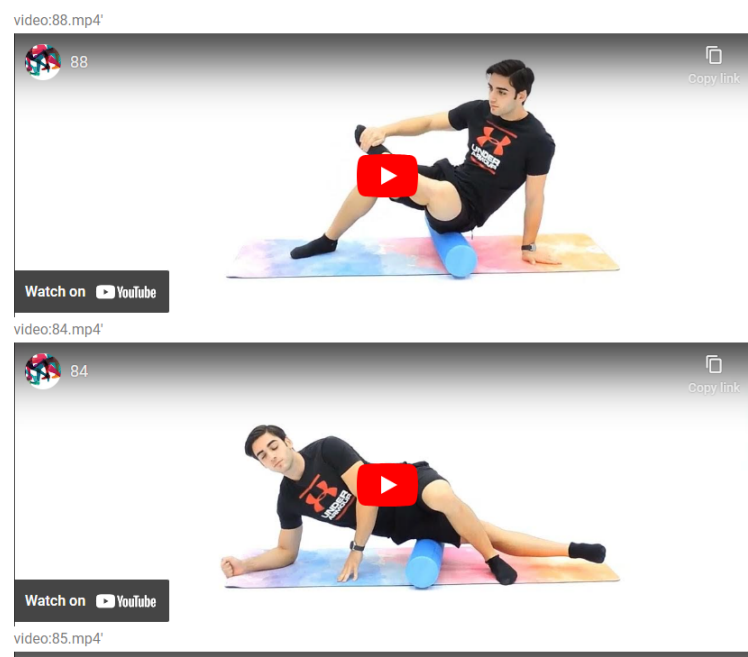 video:88.mp4'
88
Copy link
UNDER
ARMOUR
Watch on YouTube
video:84.mp4'
84
Copy link
UNDER
ARMOUR
Watch on YouTube
video:85.mp4'